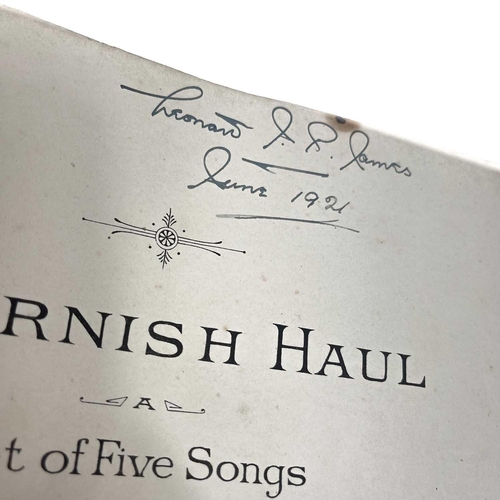 Leonard S. P. James
June 1921
RNISH HAUL
A
t of Five Songs